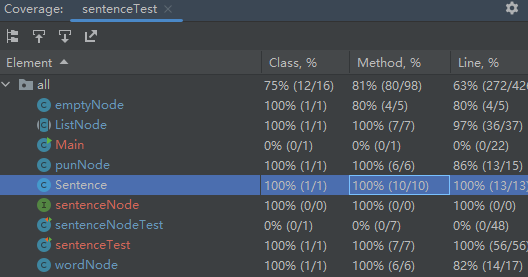 Coverage: sentenceTest ×
Element Class, % Method, % Line, %
all 75% (12/16) 81% (80/98) 63% (272/426
emptyNode 100% (1/1) 80% (4/5) 80% (4/5)
ListNode 100% (1/1) 100% (7/7) 97% (36/37)
Main 0% (0/1) 0% (0/1) 0% (0/22)
punNode 100% (1/1) 100% (6/6) 86% (13/15)
Sentence 100% (1/1) 100% (10/10) 100% (13/13)
sentenceNode 100% (0/0) 100% (0/0) 100% (0/0)
sentenceNodeTest 0% (0/1) 0% (0/7) 0% (0/48)
sentenceTest 100% (1/1) 100% (7/7) 100% (56/56)
wordNode 100% (1/1) 100% (6/6) 82% (14/17)